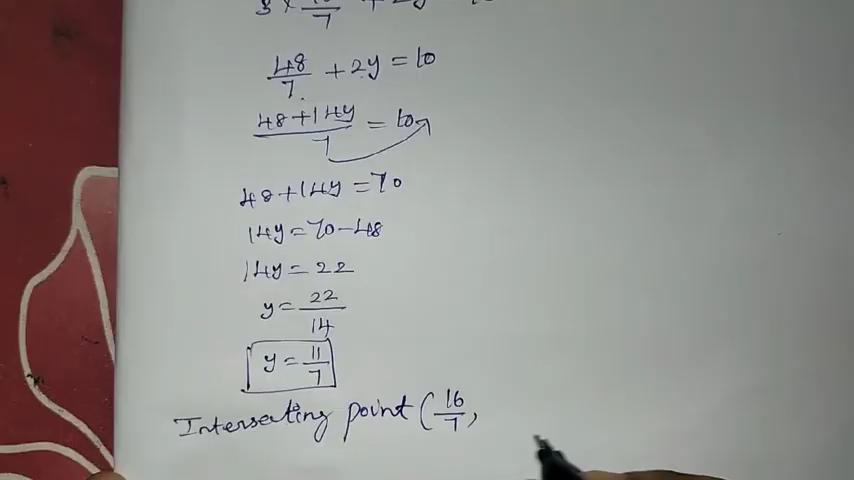 48/7 + 2y = 10
48+14y/7 = 10
48+14y = 70
14y = 70-48
14y = 22
y = 22/14
y = 11/7
Intersecting point (16/7,